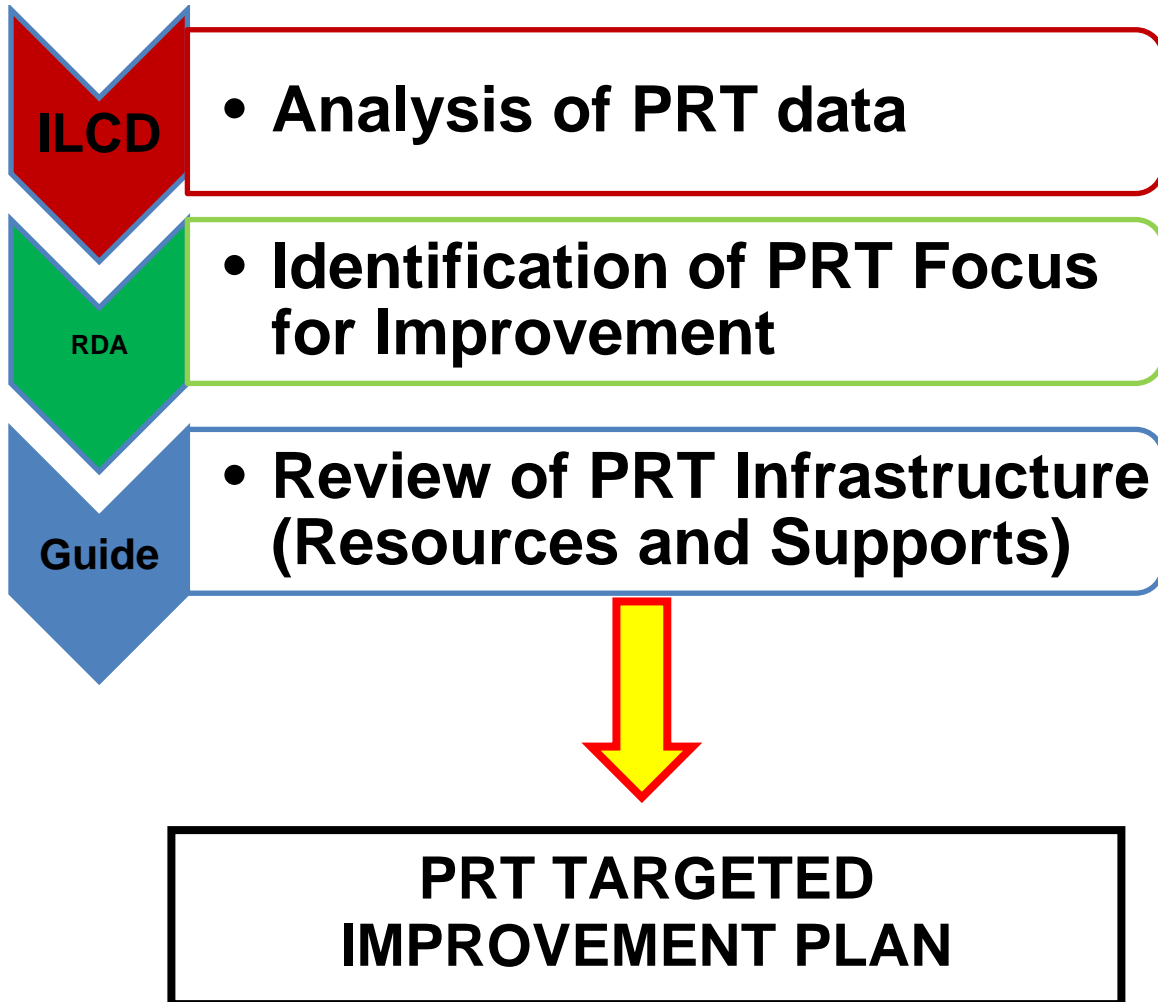 ILCD
• Analysis of PRT data
RDA
• Identification of PRT Focus
for Improvement
Guide
• Review of PRT Infrastructure
(Resources and Supports)
PRT TARGETED
IMPROVEMENT PLAN